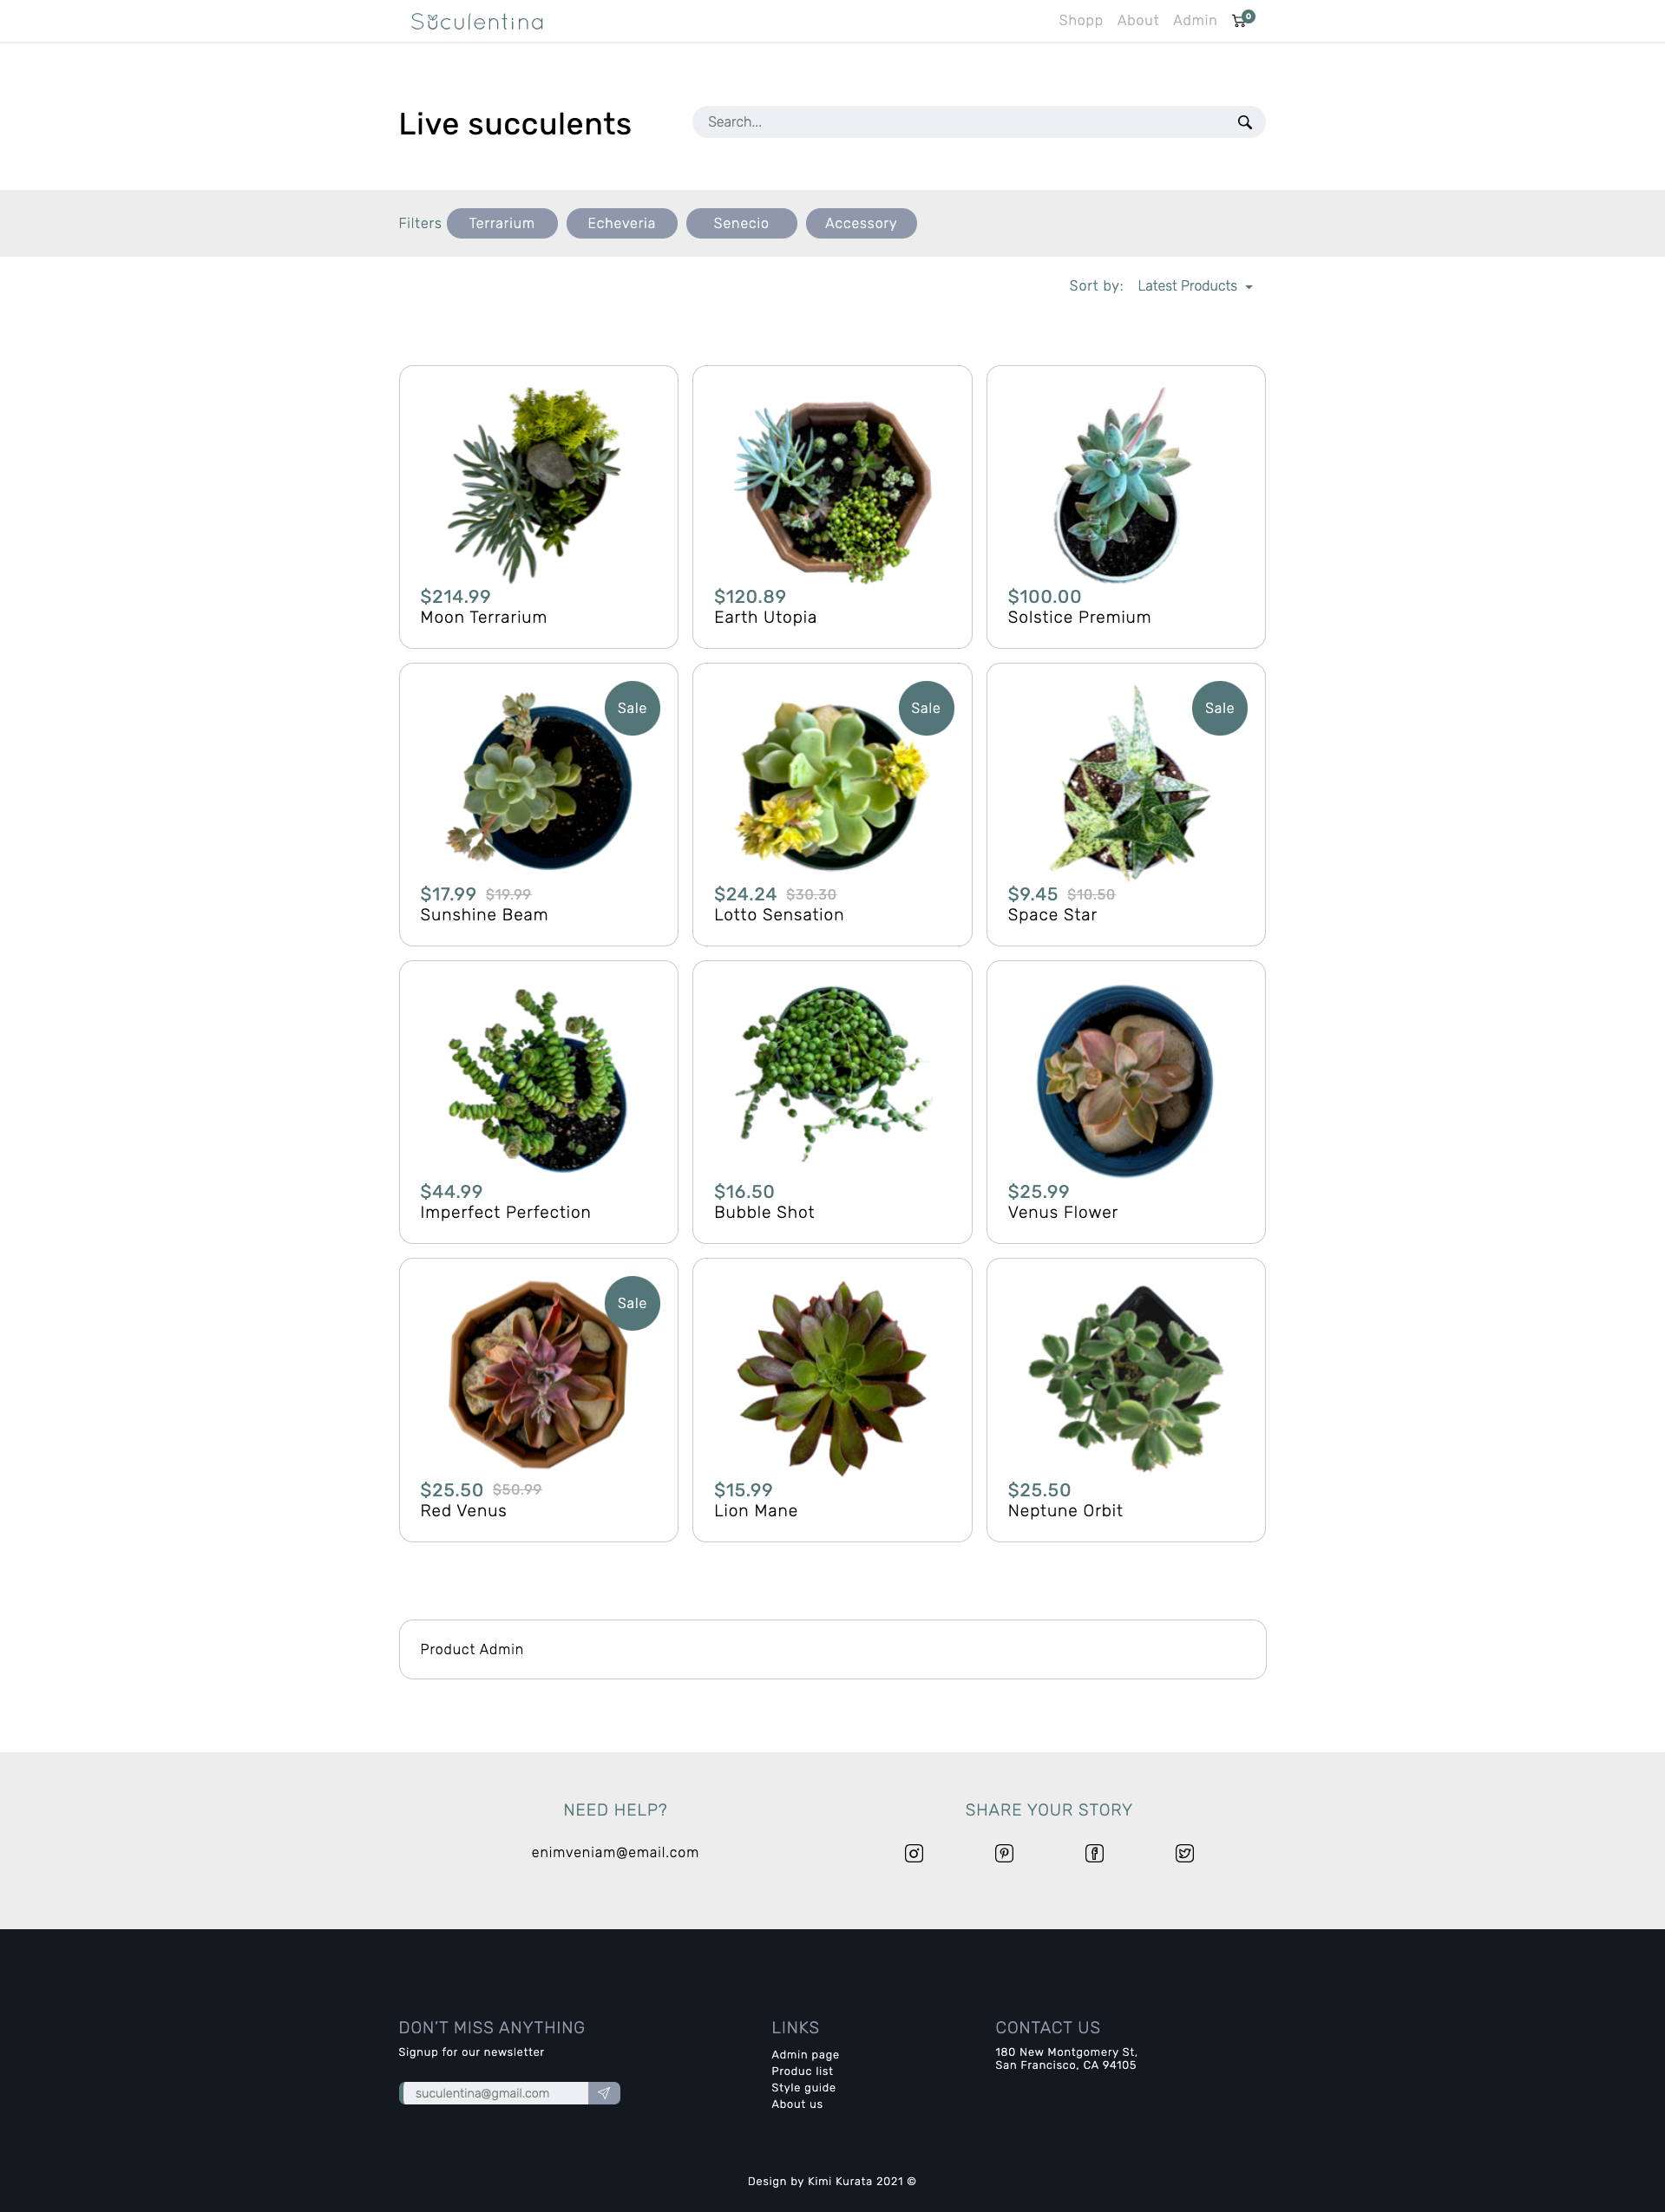 Suculentina
Shopp About Admin 0
Live succulents
Search...
Filters Terrarium Echeveria Senecio Accessory
Sort by: Latest Products
$214.99
Moon Terrarium
$120.89
Earth Utopia
$100.00
Solstice Premium
Sale
$17.99 $19.99
Sunshine Beam
Sale
$24.24 $30.30
Lotto Sensation
Sale
$9.45 $10.50
Space Star
$44.99
Imperfect Perfection
$16.50
Bubble Shot
$25.99
Venus Flower
Sale
$25.50 $50.99
Red Venus
$15.99
Lion Mane
$25.50
Neptune Orbit
Product Admin
NEED HELP?
enimveniam@email.com
SHARE YOUR STORY
DON'T MISS ANYTHING
Signup for our newsletter
suculentina@gmail.com
LINKS
Admin page
Produc list
Style guide
About us
CONTACT US
180 New Montgomery St,
San Francisco, CA 94105
Design by Kimi Kurata 2021 ©